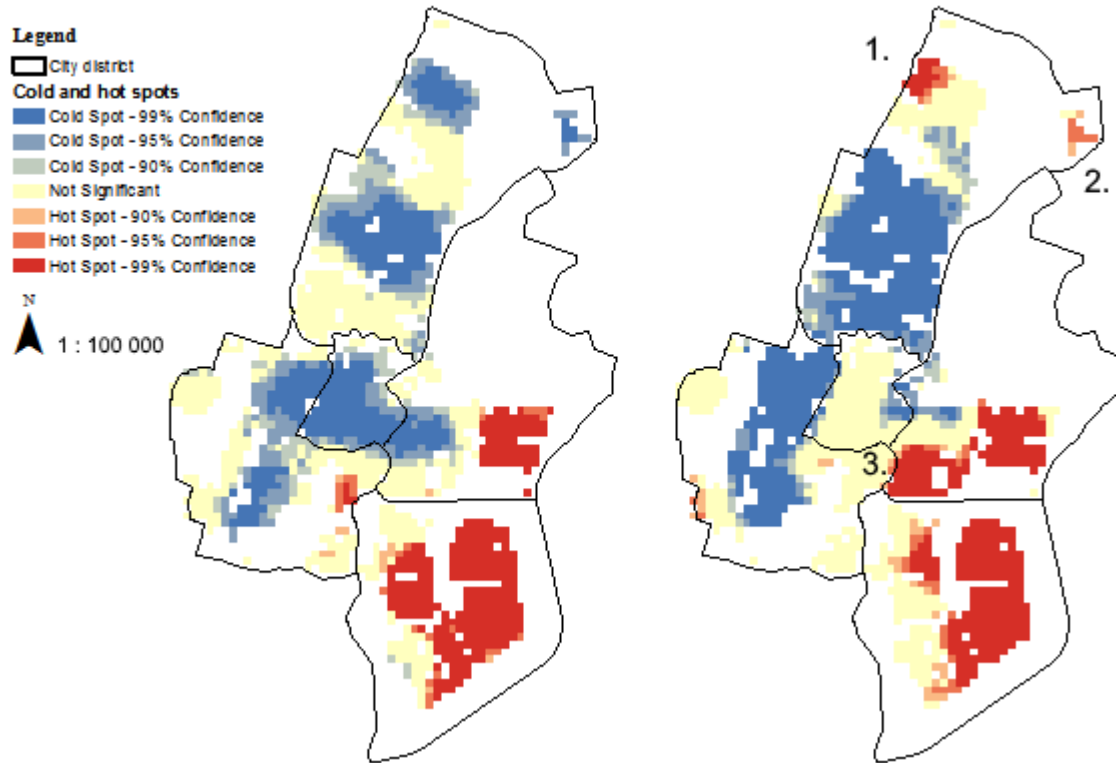 Legend
City district
Cold and hot spots
Cold Spot - 99% Confidence
Cold Spot - 95% Confidence
Cold Spot - 90% Confidence
Not Significant
Hot Spot - 90% Confidence
Hot Spot - 95% Confidence
Hot Spot - 99% Confidence
N
1 : 100 000
1.
2.
3.